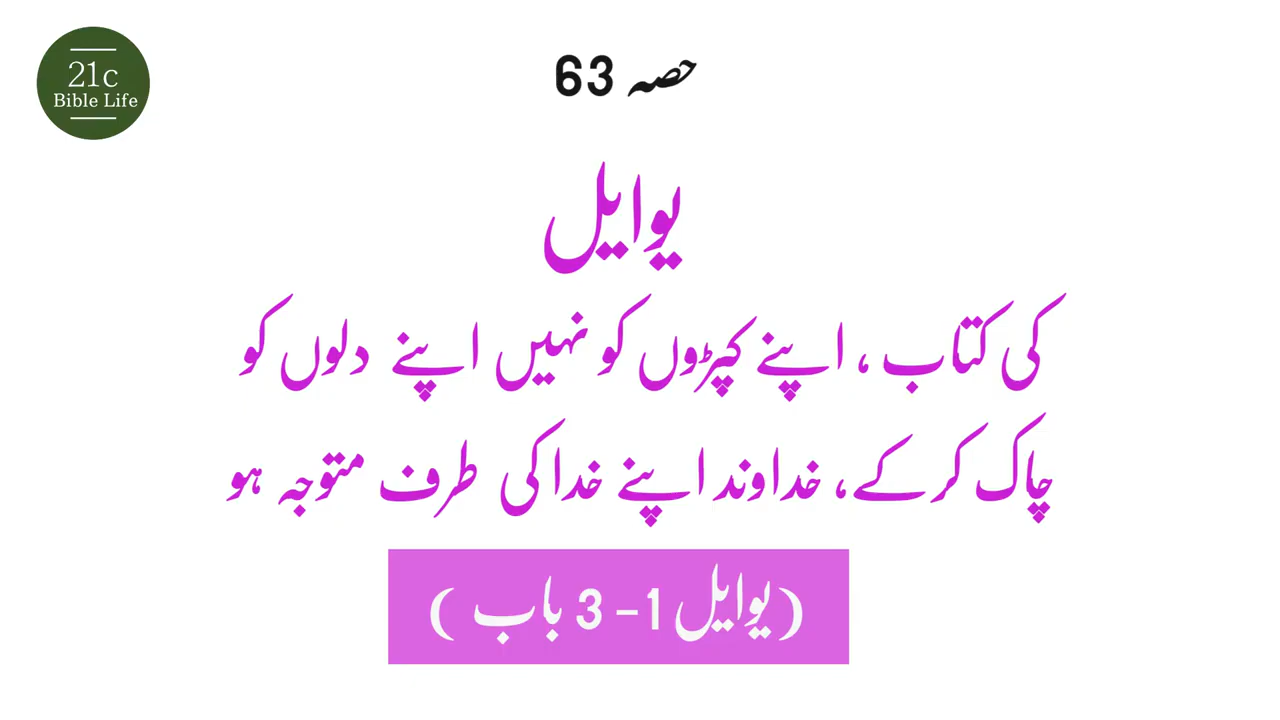 21c
Bible Life
حصہ 63
یوایل
کی کتاب ، اپنے کپڑوں کو نہیں اپنے دلوں کو
چاک کر کے، خداوند اپنے خدا کی طرف متوجہ ہو
(یوایل 1- 3 باب )